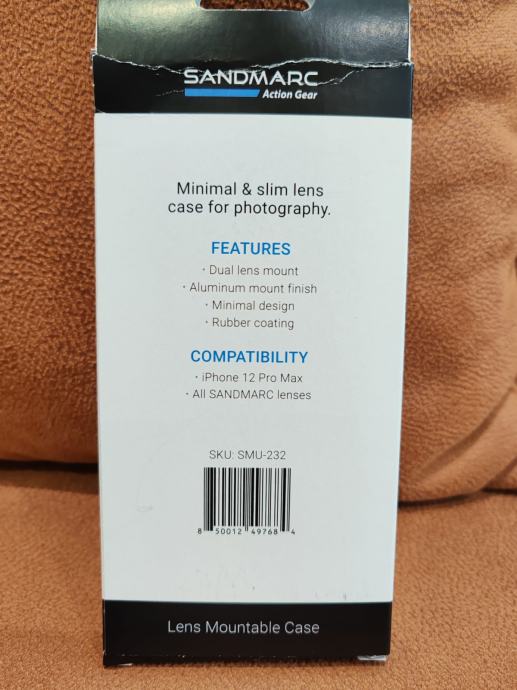 SANDMARC
Action Gear
Minimal & slim lens
case for photography.
FEATURES
· Dual lens mount
· Aluminum mount finish
· Minimal design
· Rubber coating
COMPATIBILITY
· iPhone 12 Pro Max
· All SANDMARC lenses
SKU: SMU-232
8 50012 49768 4
Lens Mountable Case